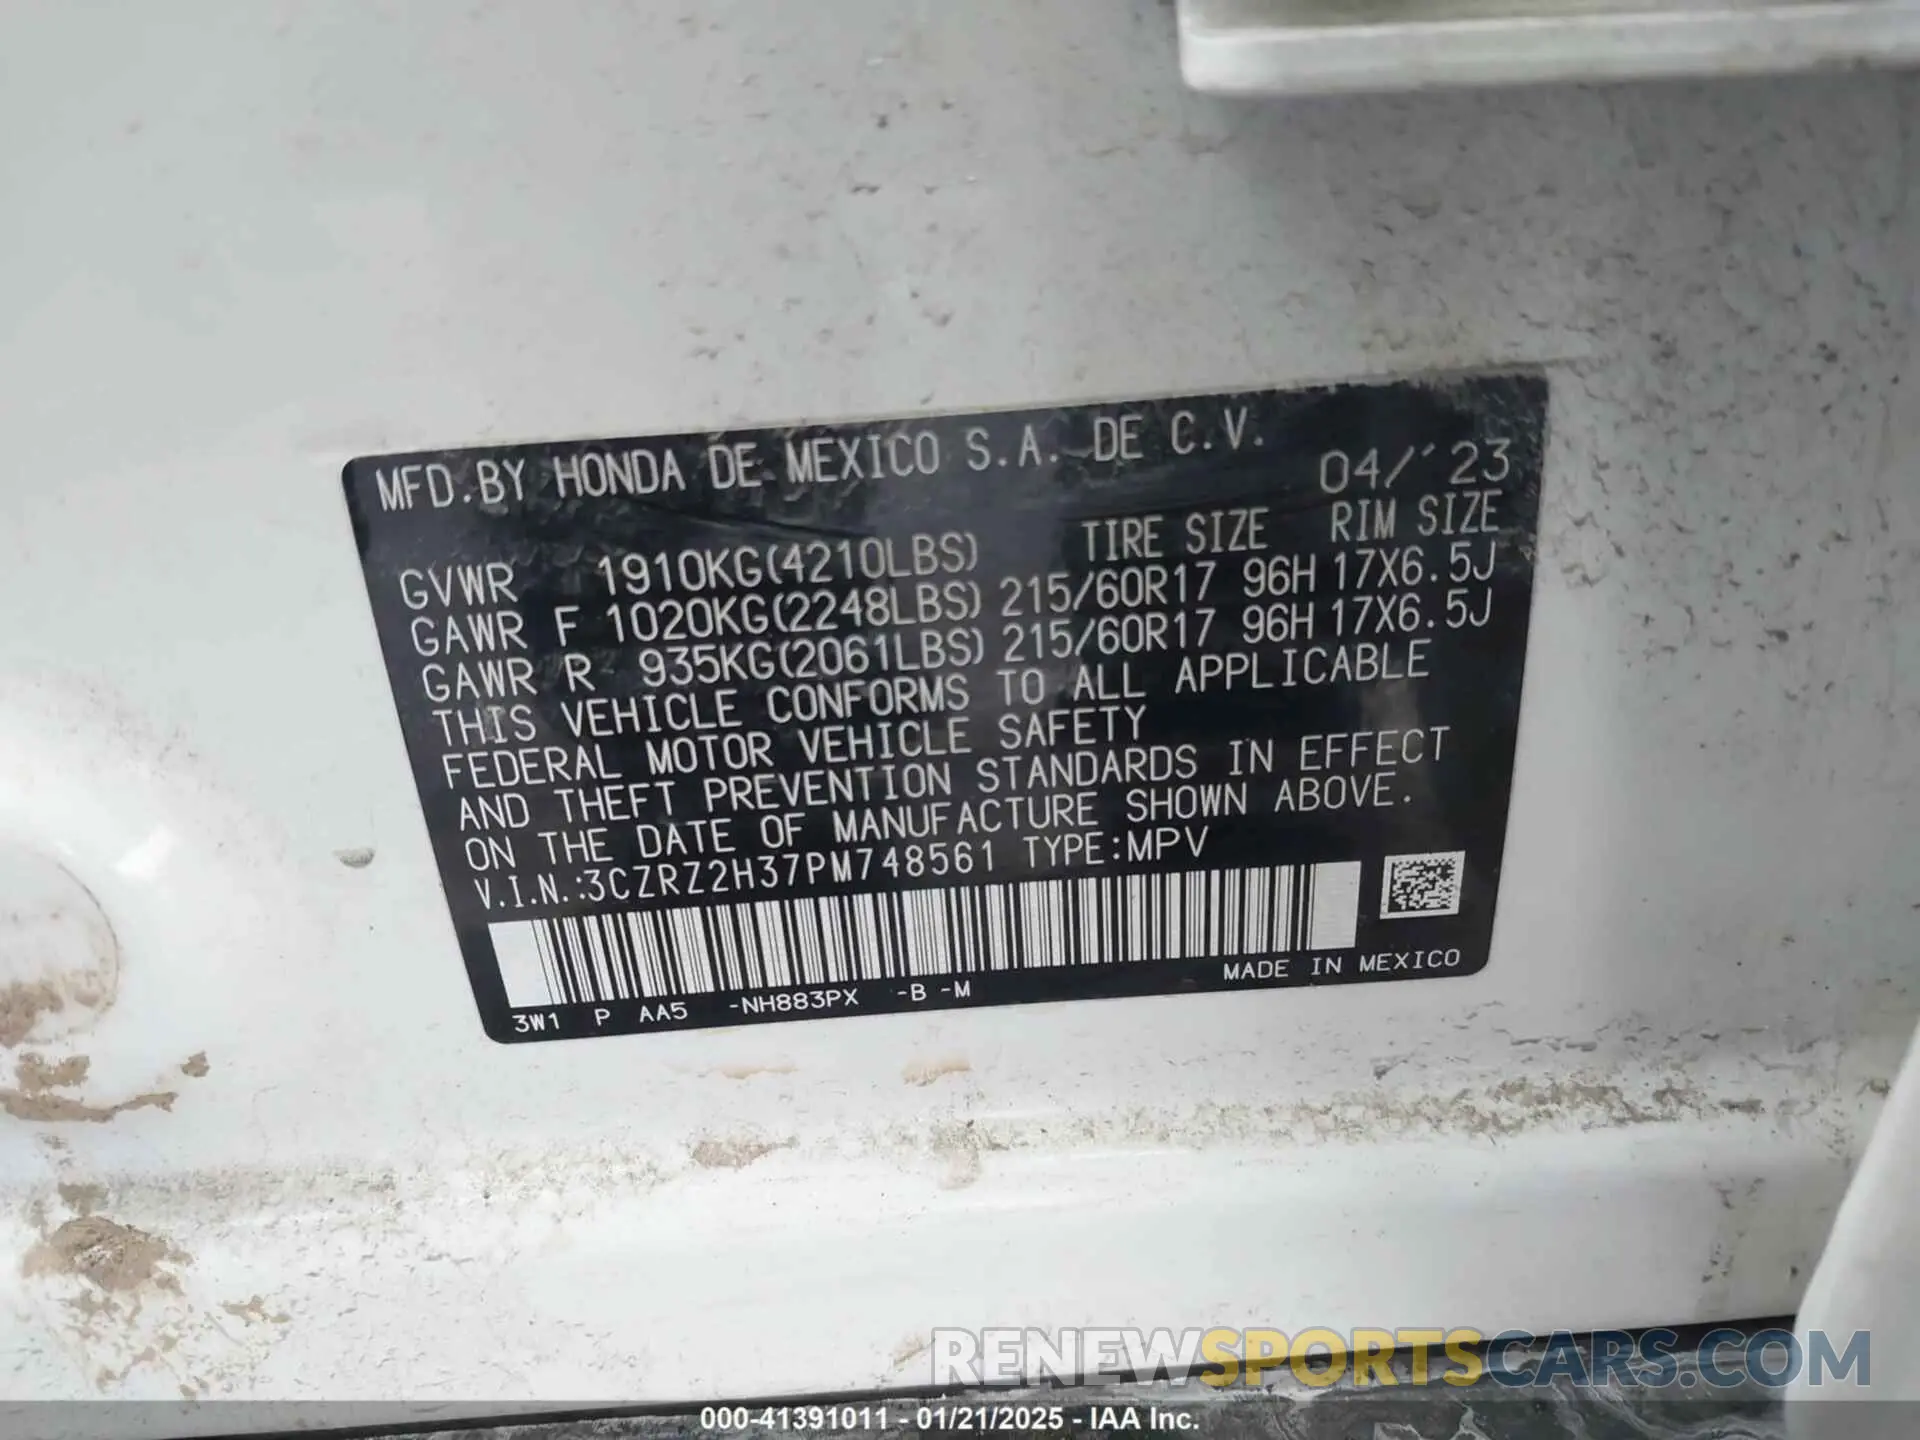 MFD.BY HONDA DE MEXICO S.A. DE C.V.
04/'23
TIRE SIZE RIM SIZE
GVWR 1910KG(4210LBS)
GAWR F 1020KG(2248LBS) 215/60R17 96H 17X6.5J
GAWR R 935KG(2061LBS) 215/60R17 96H 17X6.5J
THIS VEHICLE CONFORMS TO ALL APPLICABLE
FEDERAL MOTOR VEHICLE SAFETY
AND THEFT PREVENTION STANDARDS IN EFFECT
ON THE DATE OF MANUFACTURE SHOWN ABOVE.
V.I.N.:3CZRZ2H37PM748561 TYPE:MPV
MADE IN MEXICO
3W1 P AA5 -NH883PX -B -M
RENEWSPORTSCARS.COM
000-41391011 - 01/21/2025 - IAA Inc.